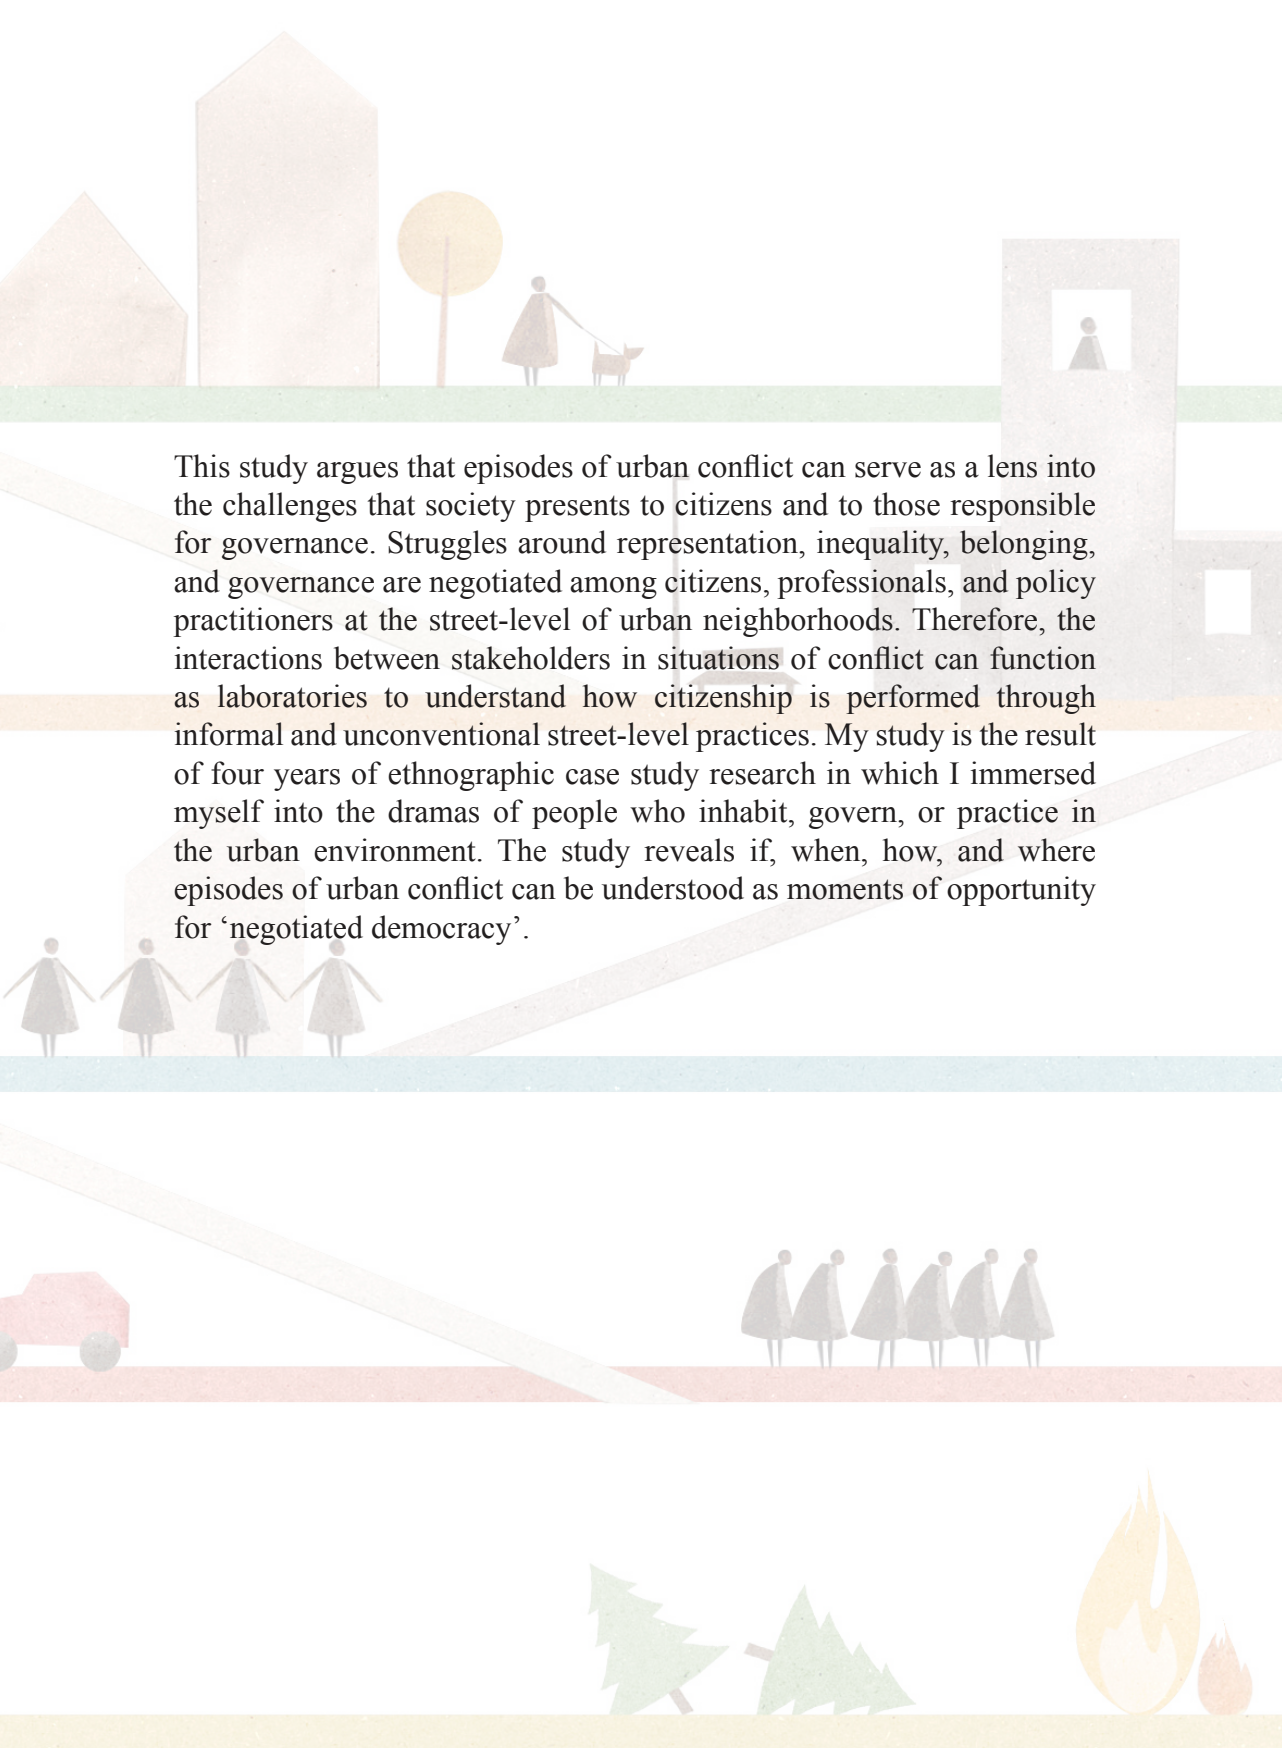 This study argues that episodes of urban conflict can serve as a lens into
the challenges that society presents to citizens and to those responsible
for governance. Struggles around representation, inequality, belonging,
and governance are negotiated among citizens, professionals, and policy
practitioners at the street-level of urban neighborhoods. Therefore, the
interactions between stakeholders in situations of conflict can function
as laboratories to understand how citizenship is performed through
informal and unconventional street-level practices. My study is the result
of four years of ethnographic case study research in which I immersed
myself into the dramas of people who inhabit, govern, or practice in
the urban environment. The study reveals if, when, how, and where
episodes of urban conflict can be understood as moments of opportunity
for ‘negotiated democracy’.